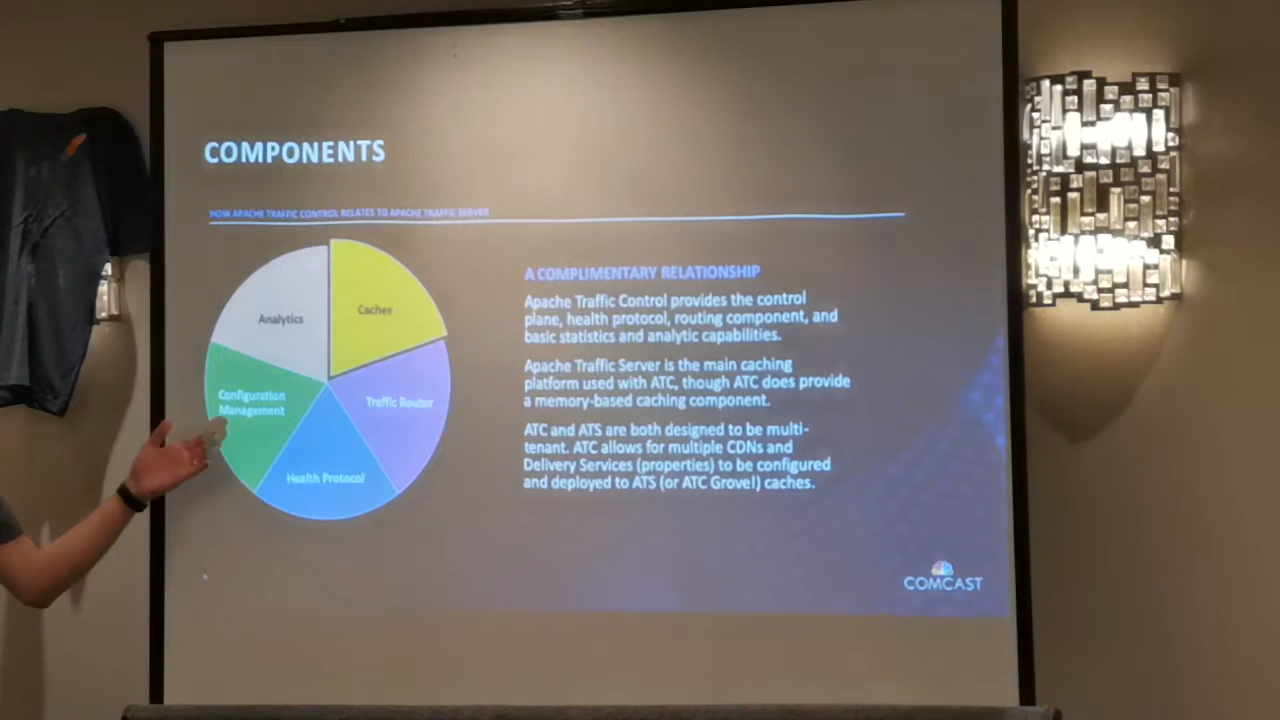 COMPONENTS
HOW APACHE TRAFFIC CONTROL RELATES TO APACHE TRAFFIC SERVER
Analytics
Caches
Configuration
Management
Traffic Router
Health Protocol
A COMPLIMENTARY RELATIONSHIP
Apache Traffic Control provides the control
plane, health protocol, routing component, and
basic statistics and analytic capabilities.
Apache Traffic Server is the main caching
platform used with ATC, though ATC does provide
a memory-based caching component.
ATC and ATS are both designed to be multi-
tenant. ATC allows for multiple CDNs and
Delivery Services (properties) to be configured
and deployed to ATS (or ATC Grove!) caches.
COMCAST